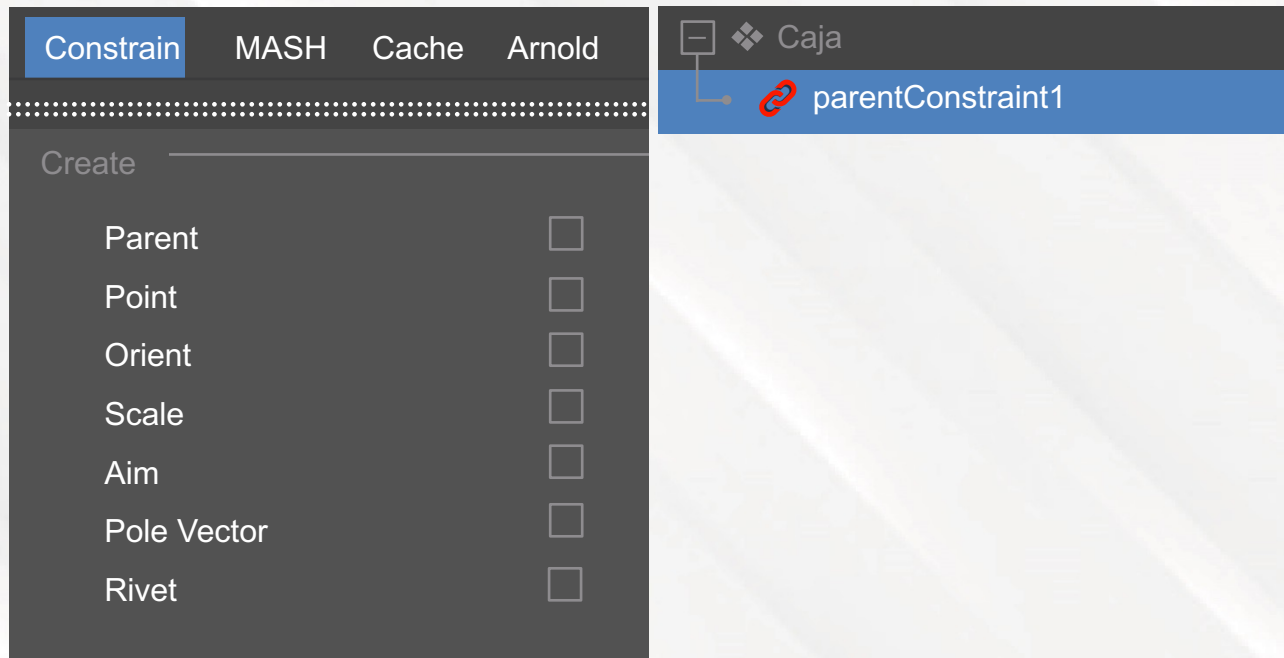 Constrain MASH Cache Arnold
Create
Parent
Point
Orient
Scale
Aim
Pole Vector
Rivet
Caja
parentConstraint1